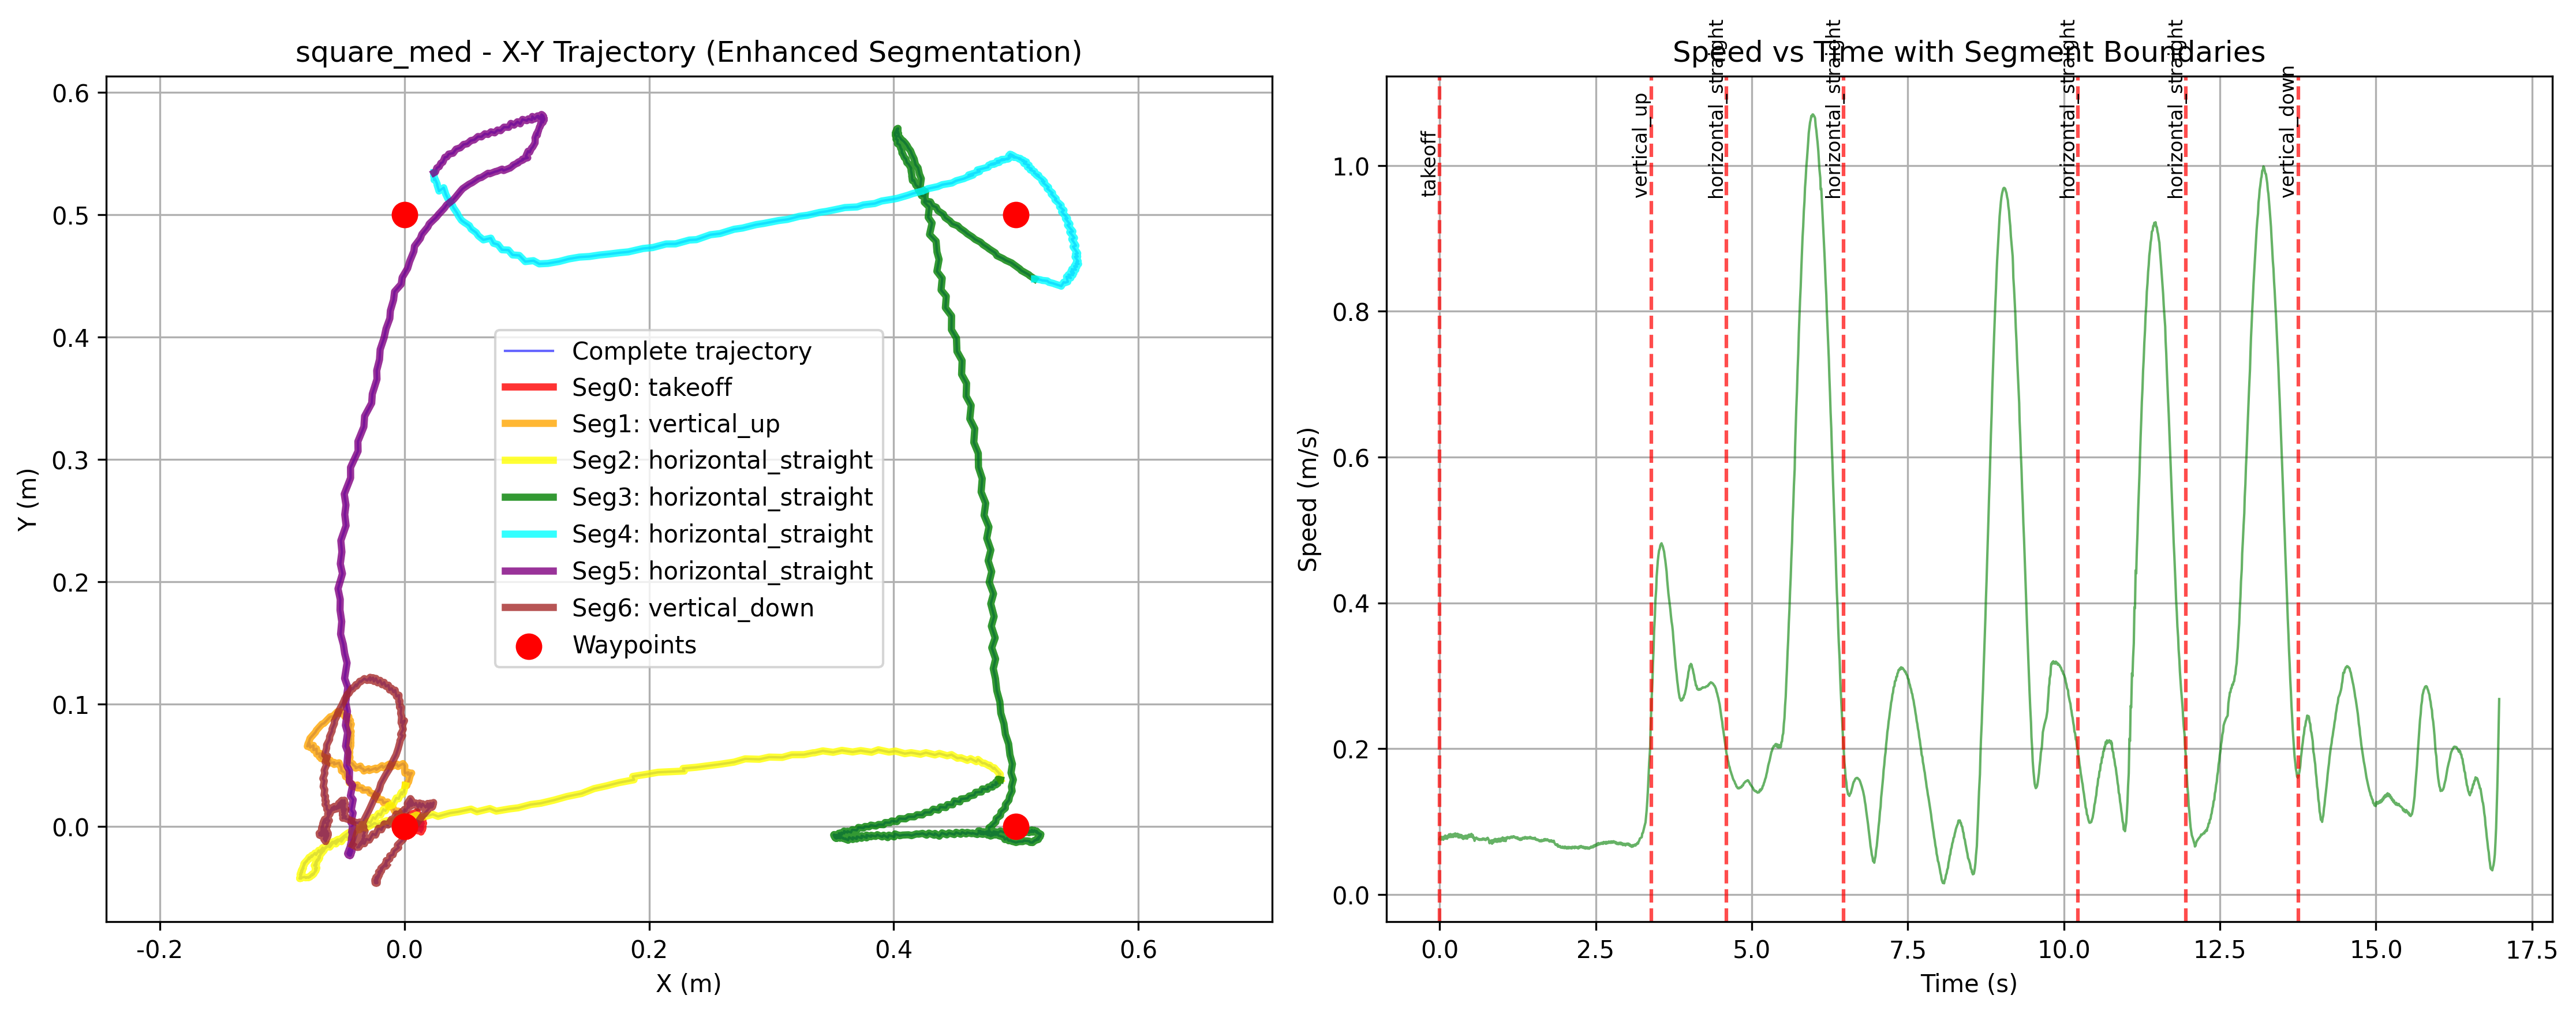 square_med - X-Y Trajectory (Enhanced Segmentation)
Y (m)
0.6
0.5
0.4
0.3
0.2
0.1
0.0
-0.2
0.0
0.2
0.4
0.6
X (m)
Complete trajectory
Seg0: takeoff
Seg1: vertical_up
Seg2: horizontal_straight
Seg3: horizontal_straight
Seg4: horizontal_straight
Seg5: horizontal_straight
Seg6: vertical_down
Waypoints
Speed vs Time with Segment Boundaries
takeoff
vertical_up
horizontal_straight
horizontal_straight
horizontal_straight
horizontal_straight
vertical_down
Speed (m/s)
1.0
0.8
0.6
0.4
0.2
0.0
0.0
2.5
5.0
7.5
10.0
12.5
15.0
17.5
Time (s)